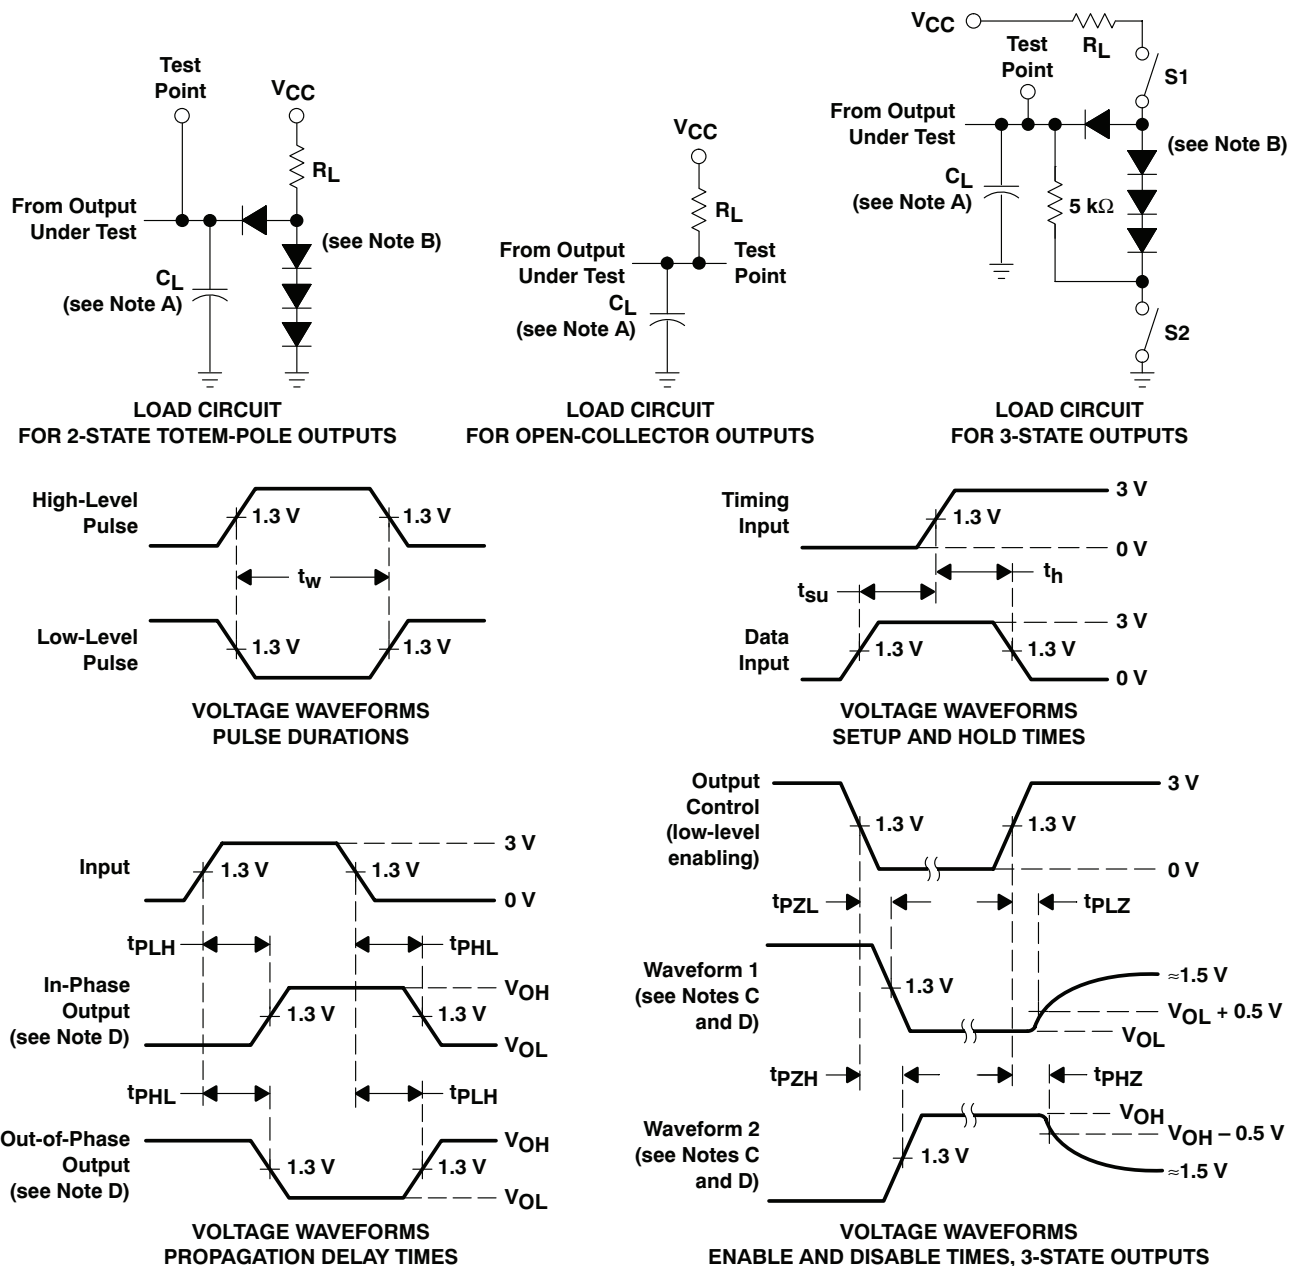 Test
Point
VCC
RL
From Output
Under Test
(see Note B)
CL
(see Note A)
LOAD CIRCUIT
FOR 2-STATE TOTEM-POLE OUTPUTS
VCC
RL
From Output
Under Test
Test
Point
CL
(see Note A)
LOAD CIRCUIT
FOR OPEN-COLLECTOR OUTPUTS
VCC
RL
Test
Point
S1
From Output
Under Test
(see Note B)
CL
(see Note A)
5 kΩ
S2
LOAD CIRCUIT
FOR 3-STATE OUTPUTS
High-Level
Pulse
1.3 V
1.3 V
tw
Low-Level
Pulse
1.3 V
1.3 V
VOLTAGE WAVEFORMS
PULSE DURATIONS
Timing
Input
1.3 V
3 V
0 V
th
tsu
Data
Input
1.3 V
1.3 V
3 V
0 V
VOLTAGE WAVEFORMS
SETUP AND HOLD TIMES
Input
1.3 V
1.3 V
3 V
0 V
tPLH
tPHL
In-Phase
Output
(see Note D)
1.3 V
1.3 V
VOH
VOL
tPHL
tPLH
Out-of-Phase
Output
(see Note D)
1.3 V
1.3 V
VOH
VOL
VOLTAGE WAVEFORMS
PROPAGATION DELAY TIMES
Output
Control
(low-level
enabling)
1.3 V
1.3 V
3 V
0 V
tPZL
tPLZ
Waveform 1
(see Notes C
and D)
1.3 V
≈1.5 V
VOL + 0.5 V
VOL
tPZH
tPHZ
Waveform 2
(see Notes C
and D)
1.3 V
VOH
VOH – 0.5 V
≈1.5 V
VOLTAGE WAVEFORMS
ENABLE AND DISABLE TIMES, 3-STATE OUTPUTS